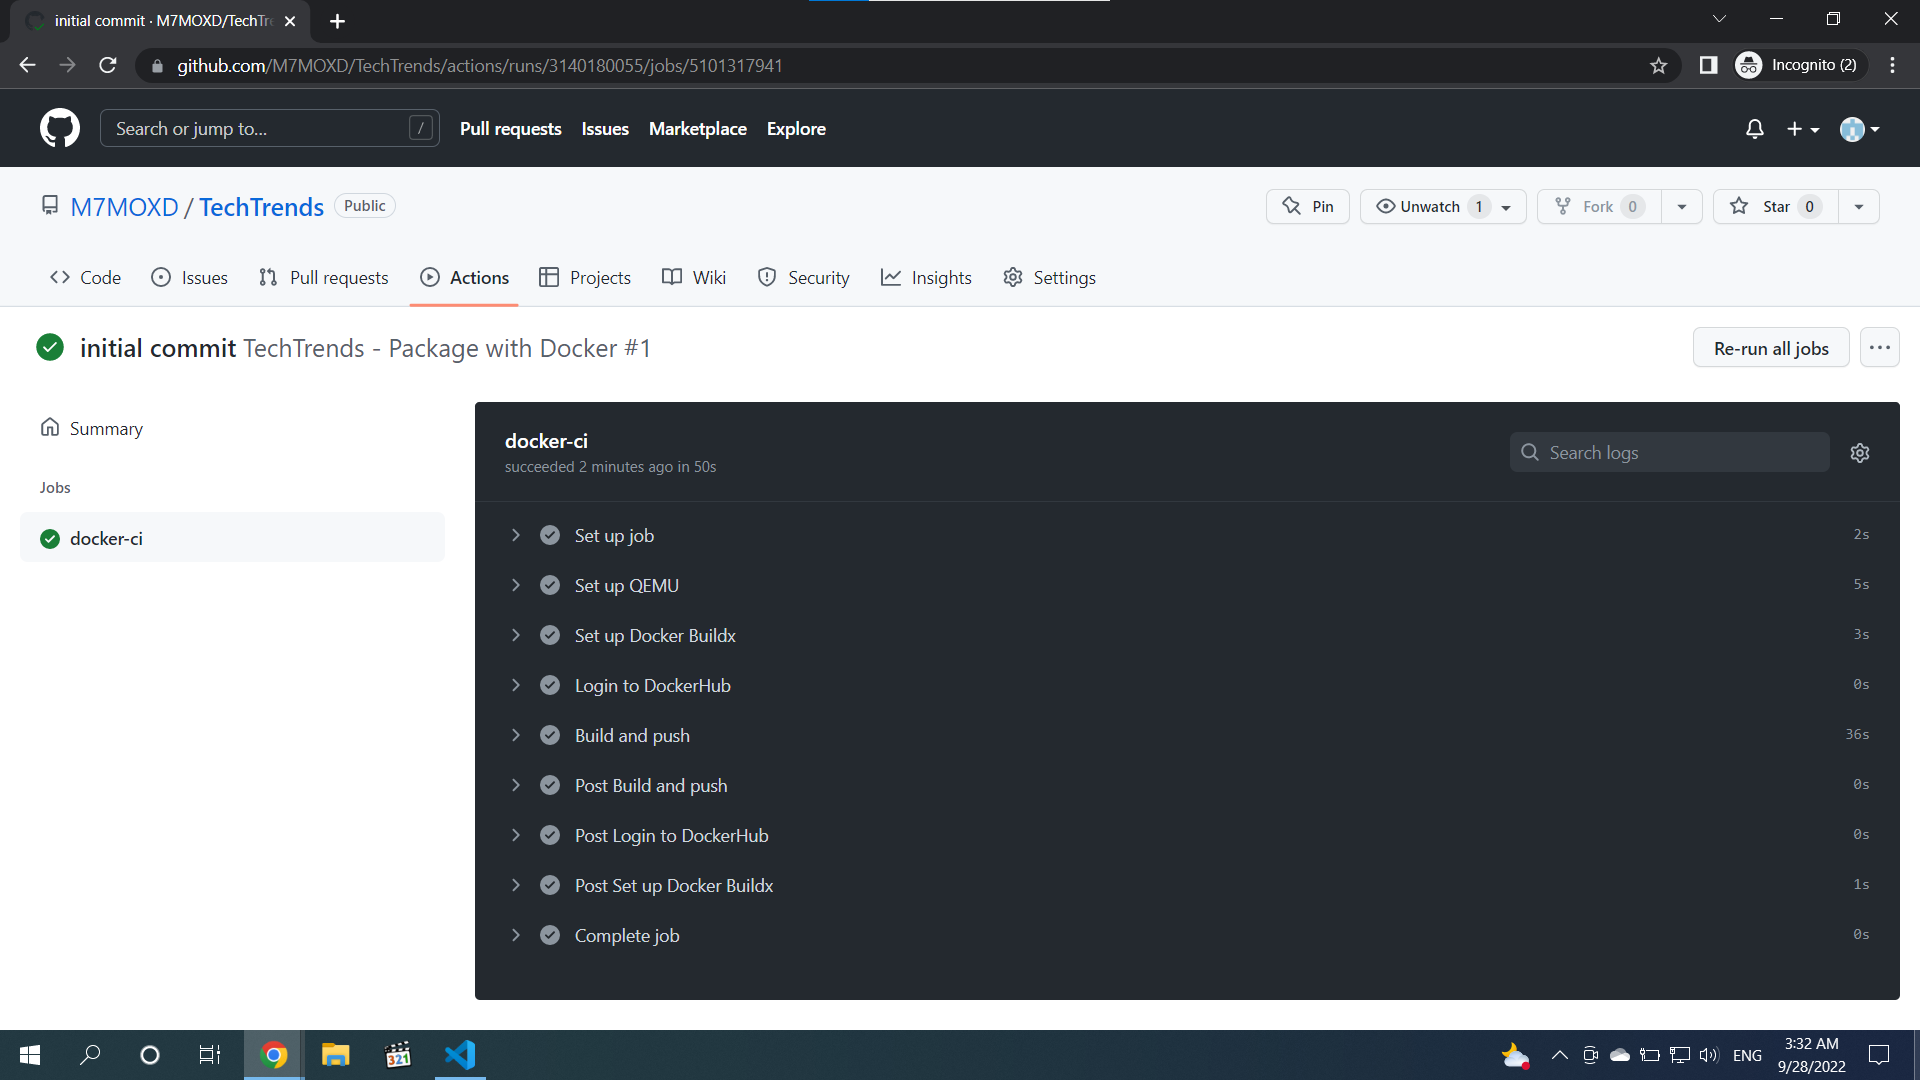 initial commit · M7MOXD/TechTr
github.com/M7MOXD/TechTrends/actions/runs/3140180055/jobs/5101317941
Incognito (2)
Search or jump to...
/
Pull requests
Issues
Marketplace
Explore
M7MOXD / TechTrends
Public
Pin
Unwatch 1
Fork 0
Star 0
Code
Issues
Pull requests
Actions
Projects
Wiki
Security
Insights
Settings
initial commit TechTrends - Package with Docker #1
Re-run all jobs
Summary
Jobs
docker-ci
docker-ci
succeeded 2 minutes ago in 50s
Search logs
Set up job 2s
Set up QEMU 5s
Set up Docker Buildx 3s
Login to DockerHub 0s
Build and push 36s
Post Build and push 0s
Post Login to DockerHub 0s
Post Set up Docker Buildx 1s
Complete job 0s
321
ENG
3:32 AM
9/28/2022